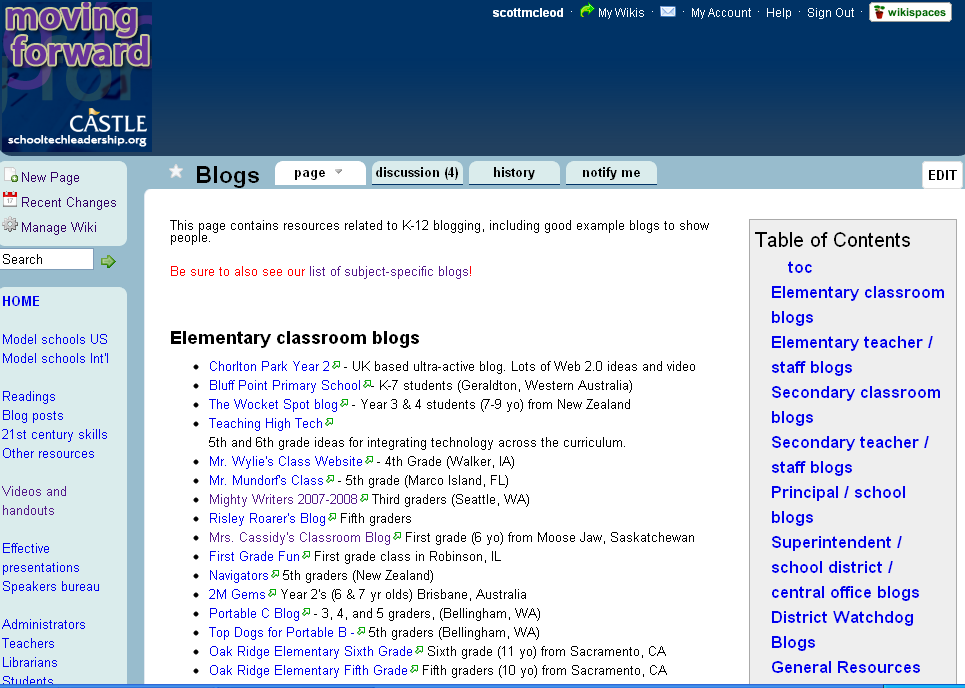 moving
forward
CASTLE
schooltechleadership.org
scottmcleod · My Wikis · · My Account · Help · Sign Out · wikispaces
New Page
Recent Changes
Manage Wiki
Search
HOME
Model schools US
Model schools Int'l
Readings
Blog posts
21st century skills
Other resources
Videos and
handouts
Effective
presentations
Speakers bureau
Administrators
Teachers
Librarians
Students
Blogs
page
discussion (4)
history
notify me
EDIT
This page contains resources related to K-12 blogging, including good example blogs to show
people.
Be sure to also see our list of subject-specific blogs!
Elementary classroom blogs
• Chorlton Park Year 2 - UK based ultra-active blog. Lots of Web 2.0 ideas and video
• Bluff Point Primary School - K-7 students (Geraldton, Western Australia)
• The Wocket Spot blog - Year 3 & 4 students (7-9 yo) from New Zealand
• Teaching High Tech
5th and 6th grade ideas for integrating technology across the curriculum.
• Mr. Wylie's Class Website - 4th Grade (Walker, IA)
• Mr. Mundorf's Class - 5th grade (Marco Island, FL)
• Mighty Writers 2007-2008 Third graders (Seattle, WA)
• Risley Roarer's Blog Fifth graders
• Mrs. Cassidy's Classroom Blog First grade (6 yo) from Moose Jaw, Saskatchewan
• First Grade Fun First grade class in Robinson, IL
• Navigators 5th graders (New Zealand)
• 2M Gems Year 2's (6 & 7 yr olds) Brisbane, Australia
• Portable C Blog - 3, 4, and 5 graders, (Bellingham, WA)
• Top Dogs for Portable B - 5th graders (Bellingham, WA)
• Oak Ridge Elementary Sixth Grade Sixth grade (11 yo) from Sacramento, CA
• Oak Ridge Elementary Fifth Grade Fifth graders (10 yo) from Sacramento, CA
Table of Contents
toc
Elementary classroom
blogs
Elementary teacher /
staff blogs
Secondary classroom
blogs
Secondary teacher /
staff blogs
Principal / school
blogs
Superintendent /
school district /
central office blogs
District Watchdog
Blogs
General Resources